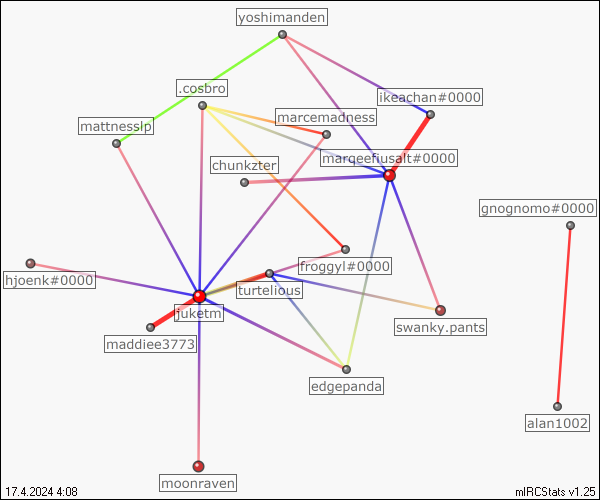 yoshimanden
.cosbro
ikeachan#0000
marcemadness
mattnesslp
marqeefiusalt#0000
chunkzter
gnognomo#0000
froggyl#0000
hjoenk#0000
turtelious
juketm
swanky.pants
maddiee3773
edgepanda
alan1002
moonraven
17.4.2024 4:08
mIRCStats v1.25